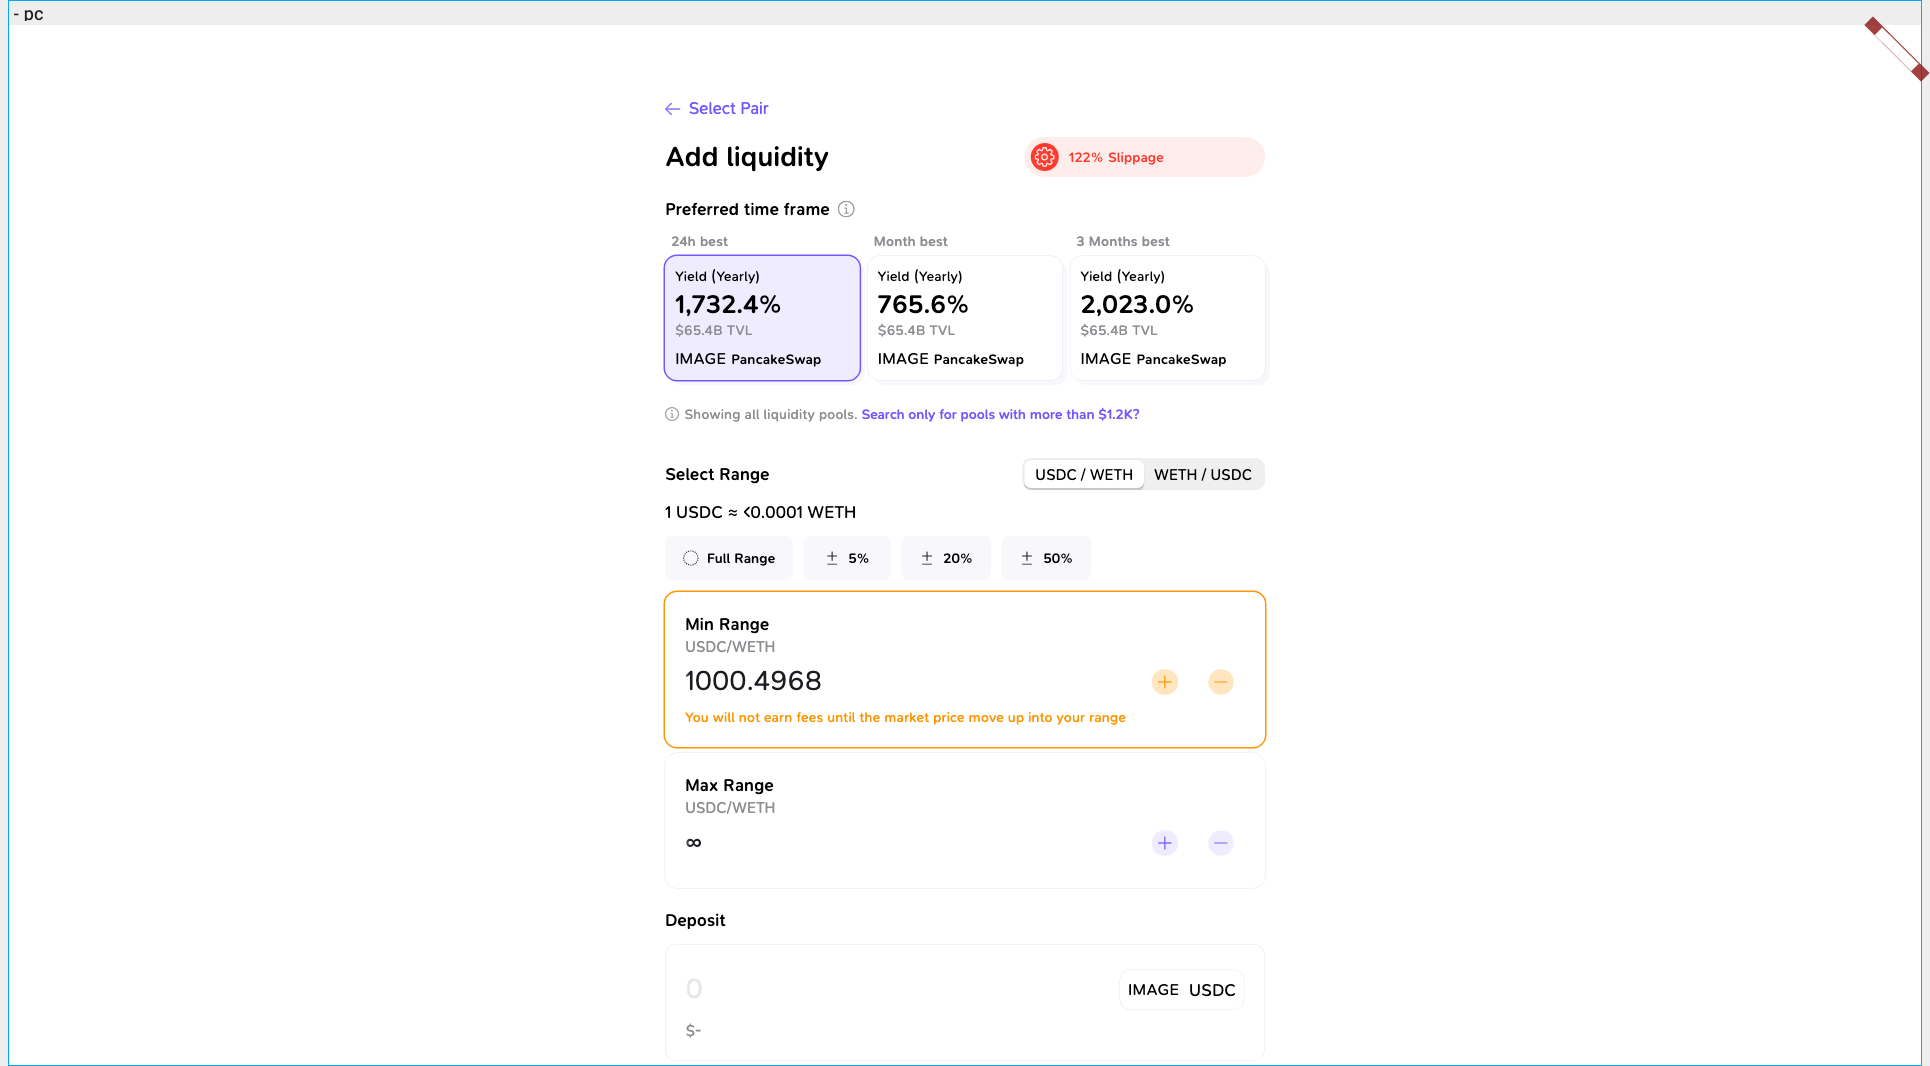 - pc
← Select Pair
Add liquidity
122% Slippage
Preferred time frame
24h best
Yield (Yearly)
1,732.4%
$65.4B TVL
IMAGE PancakeSwap
Month best
Yield (Yearly)
765.6%
$65.4B TVL
IMAGE PancakeSwap
3 Months best
Yield (Yearly)
2,023.0%
$65.4B TVL
IMAGE PancakeSwap
Showing all liquidity pools. Search only for pools with more than $1.2K?
Select Range
USDC / WETH
WETH / USDC
1 USDC ≈ <0.0001 WETH
Full Range
± 5%
± 20%
± 50%
Min Range
USDC/WETH
1000.4968
You will not earn fees until the market price move up into your range
Max Range
USDC/WETH
∞
Deposit
0
IMAGE USDC
$-